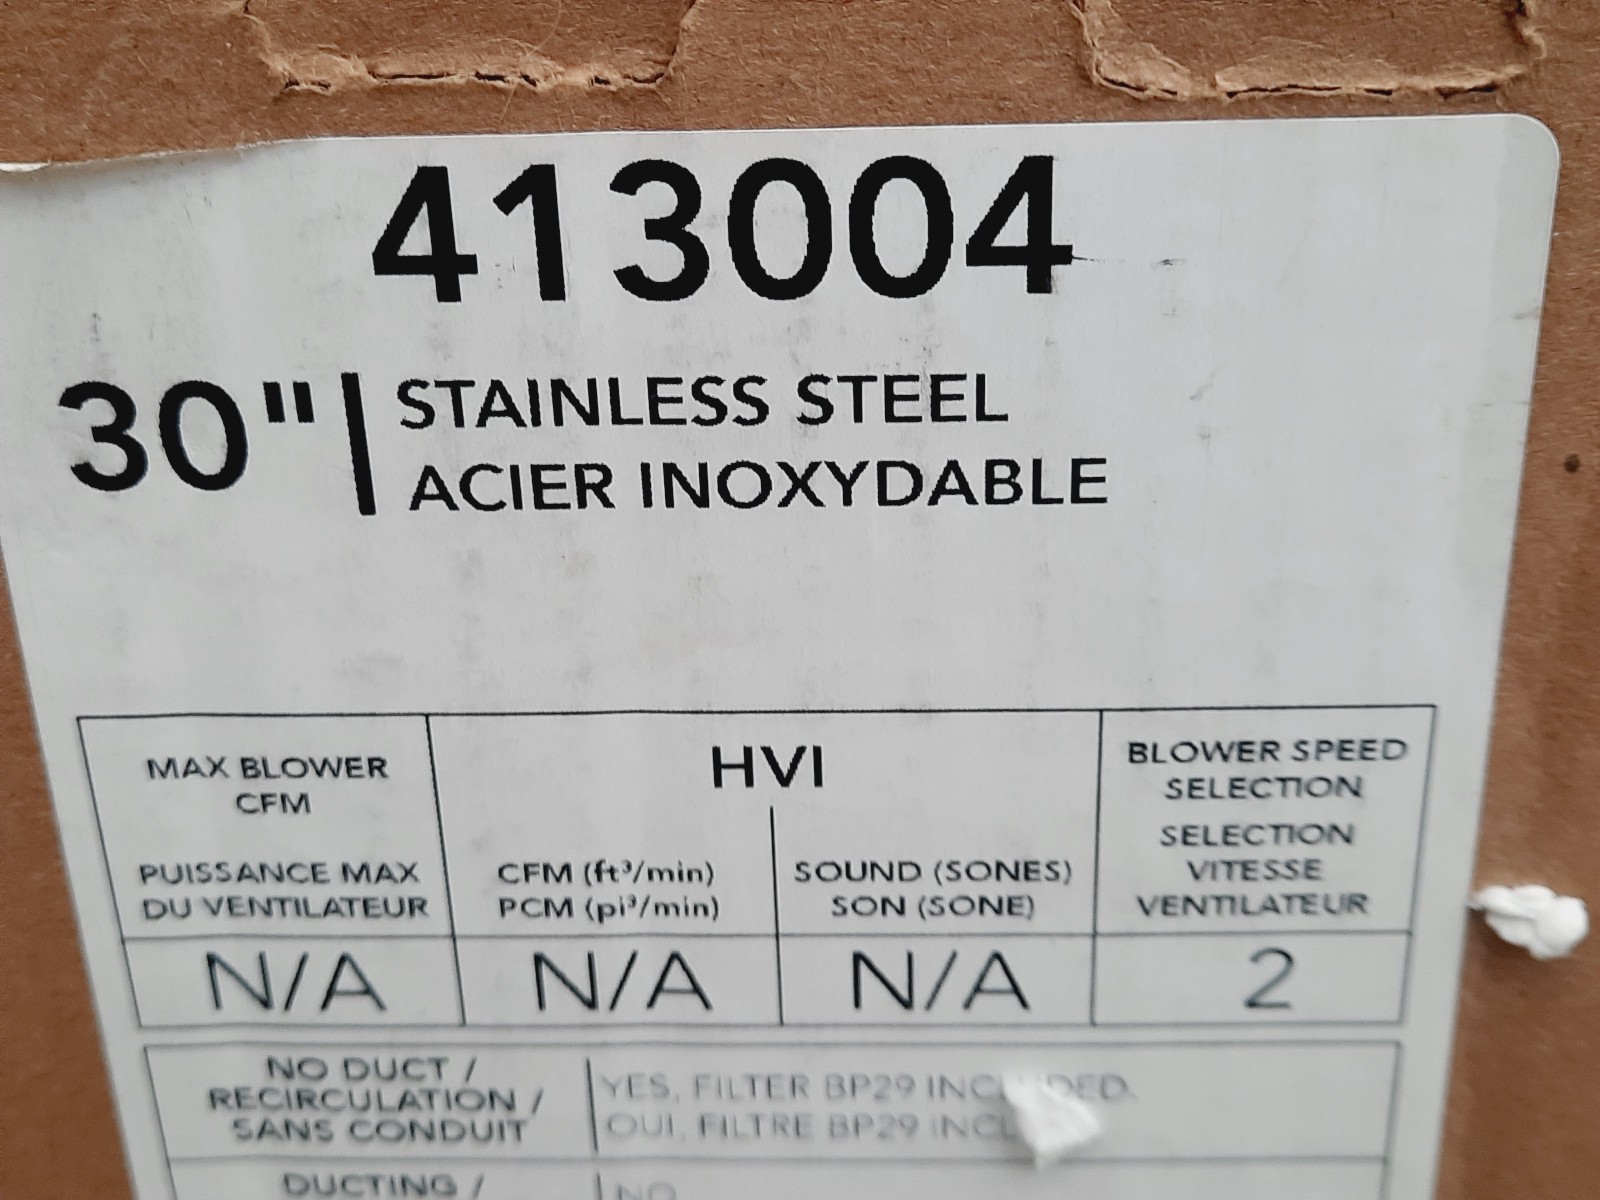 413004
30" | STAINLESS STEEL
ACIER INOXYDABLE
MAX BLOWER
CFM
PUISSANCE MAX
DU VENTILATEUR
HVI
CFM (ft³/min)
PCM (pi³/min)
SOUND (SONES)
SON (SONE)
BLOWER SPEED
SELECTION
SELECTION
VITESSE
VENTILATEUR
N/A N/A N/A 2
NO DUCT /
RECIRCULATION /
SANS CONDUIT
YES, FILTER BP29
OUI, FILTRE BP29
DUCTING /
NO